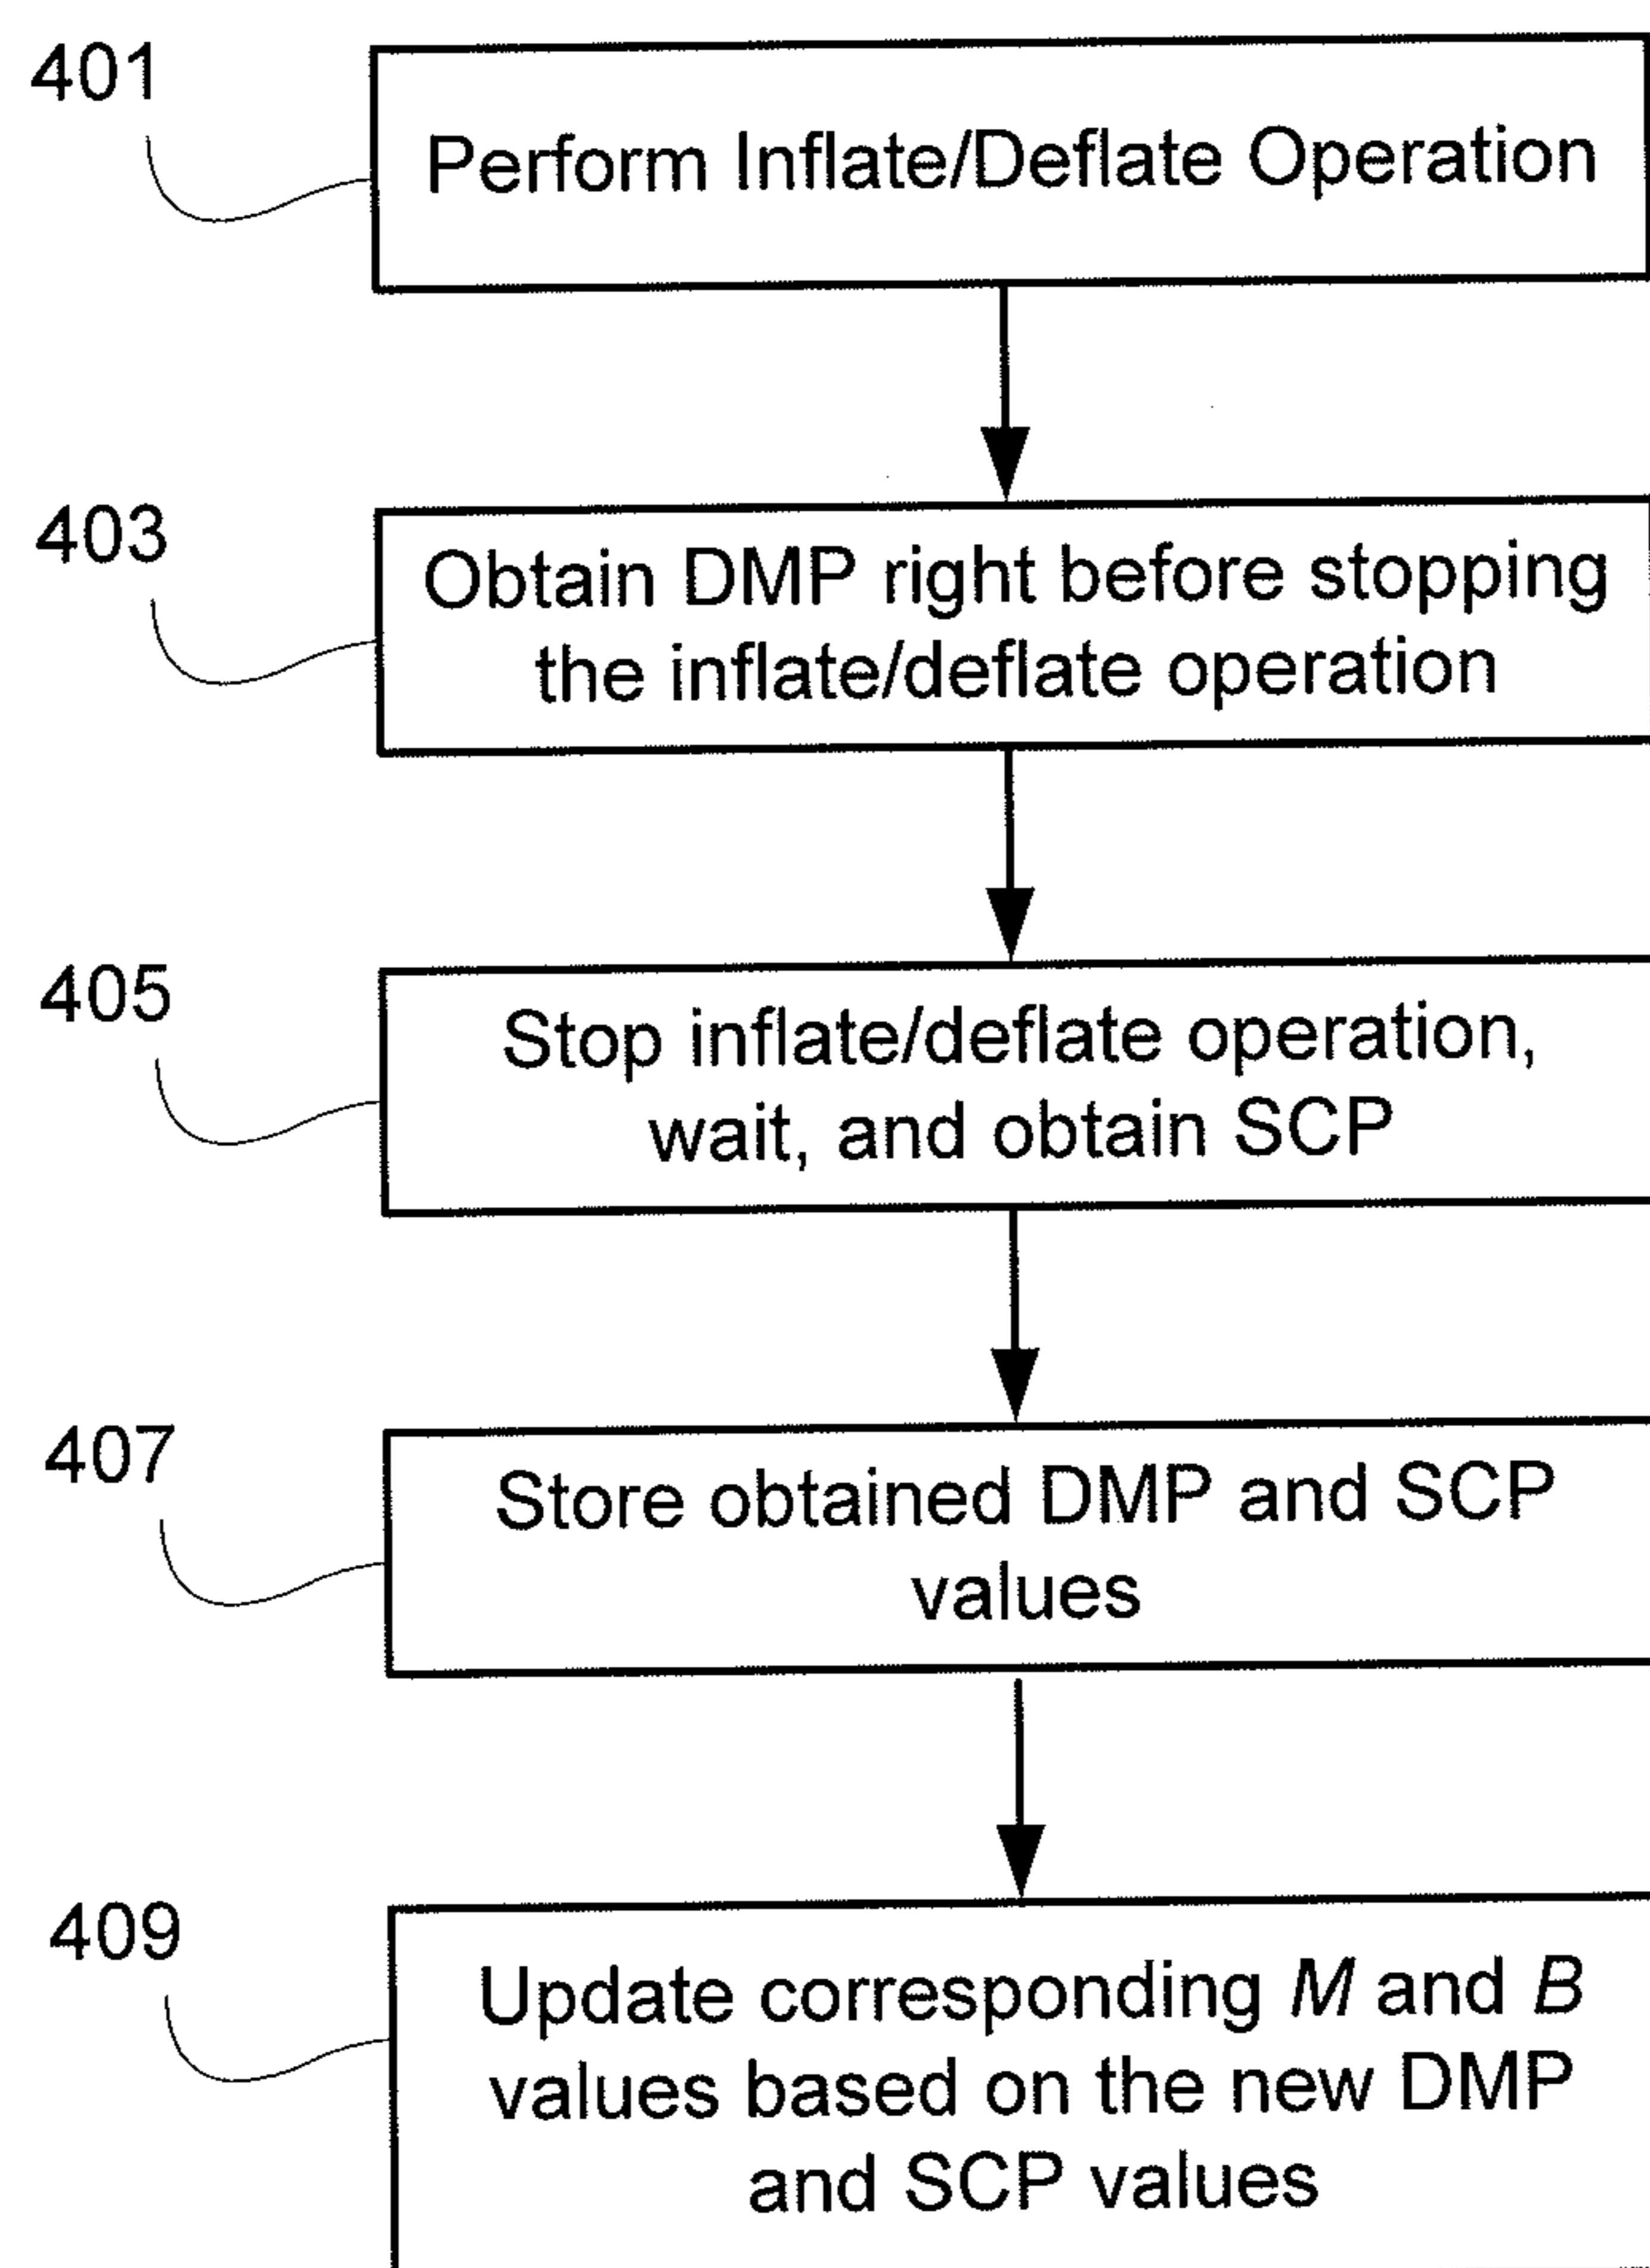 401
Perform Inflate/Deflate Operation
403
Obtain DMP right before stopping
the inflate/deflate operation
405
Stop inflate/deflate operation,
wait, and obtain SCP
407
Store obtained DMP and SCP
values
409
Update corresponding M and B
values based on the new DMP
and SCP values